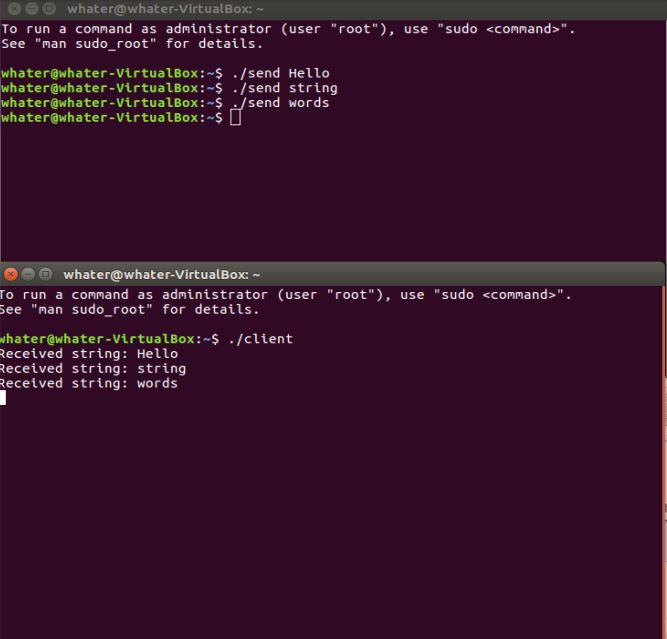 whater@whater-VirtualBox: ~
To run a command as administrator (user "root"), use "sudo <command>".
See "man sudo_root" for details.
whater@whater-VirtualBox:~$ ./send Hello
whater@whater-VirtualBox:~$ ./send string
whater@whater-VirtualBox:~$ ./send words
whater@whater-VirtualBox:~$
whater@whater-VirtualBox: ~
To run a command as administrator (user "root"), use "sudo <command>".
See "man sudo_root" for details.
whater@whater-VirtualBox:~$ ./client
Received string: Hello
Received string: string
Received string: words